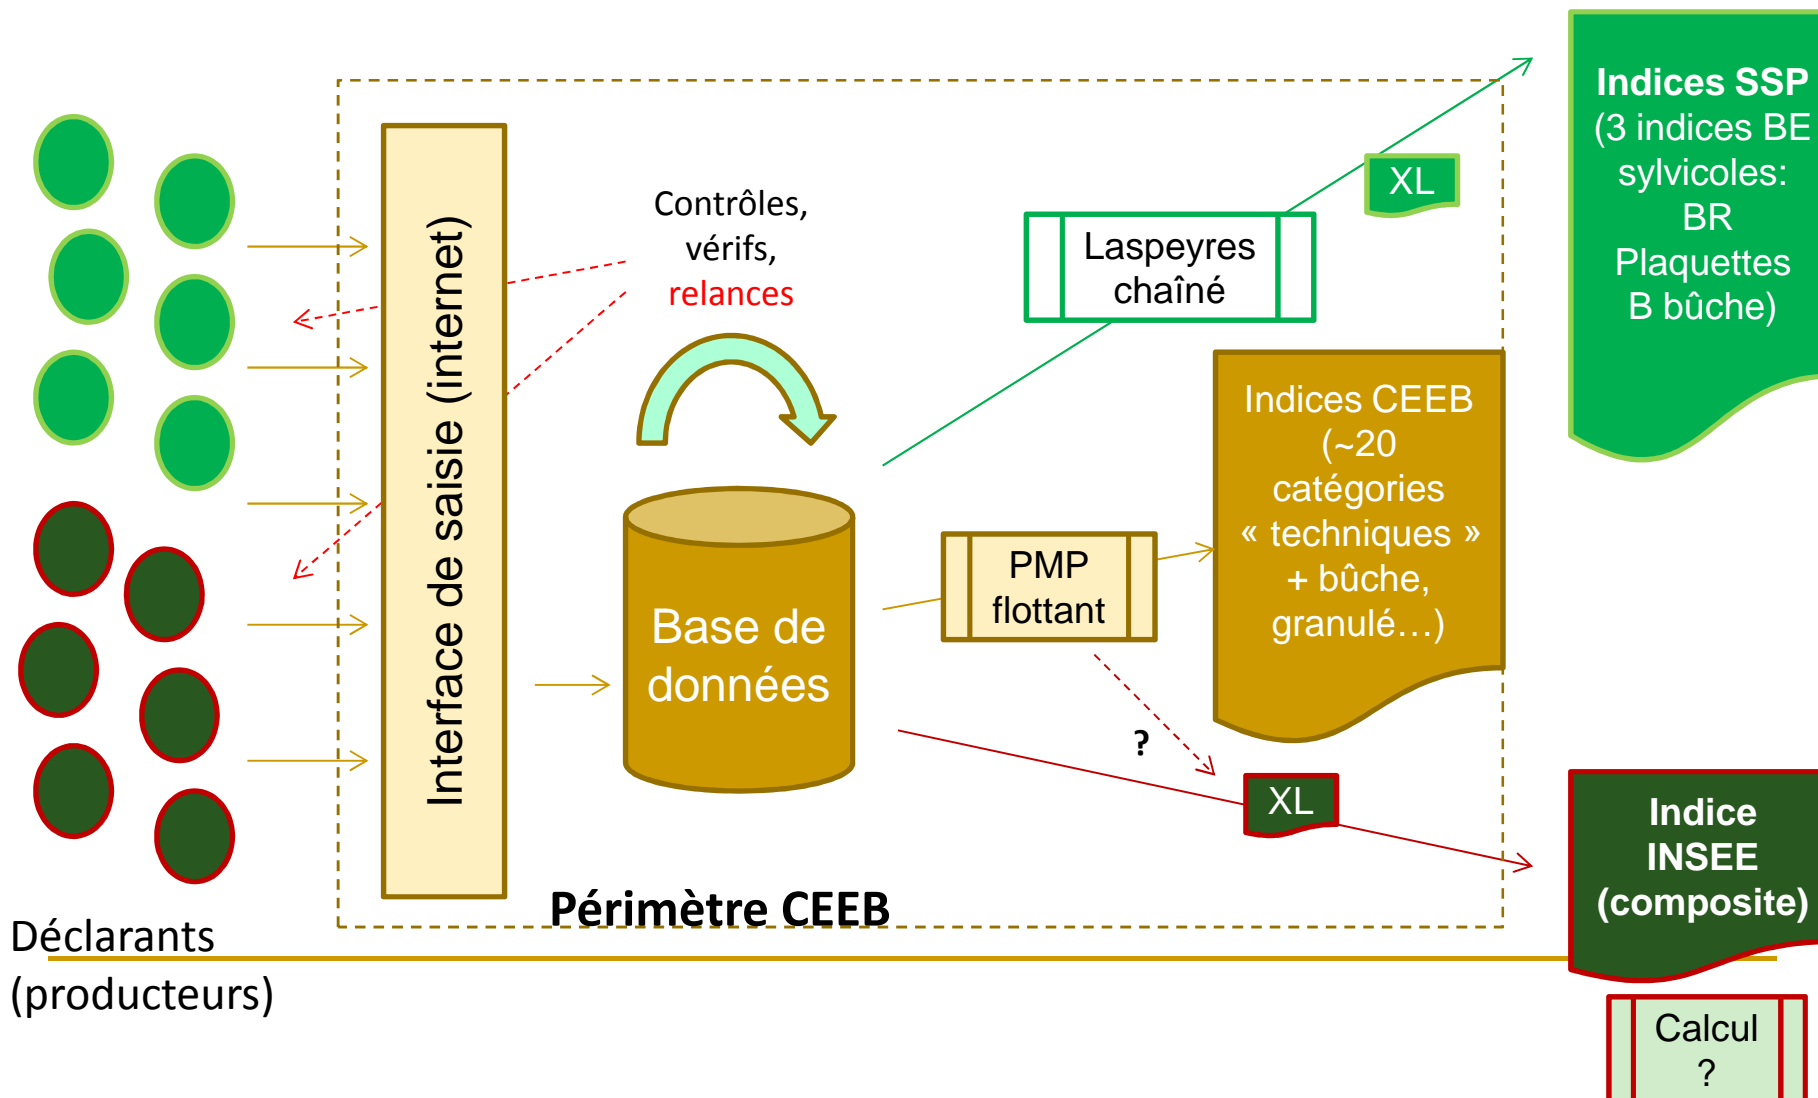 Indices SSP
(3 indices BE
sylvicoles:
BR
Plaquettes
B bûche)
XL
Contrôles,
vérifs,
relances
Laspeyres
chaîné
Interface de saisie (internet)
Indices CEEB
(~20
catégories
« techniques »
+ bûche,
granulé…)
PMP
flottant
Base de
données
?
XL
Indice
INSEE
(composite)
Périmètre CEEB
Déclarants
(producteurs)
Calcul
?